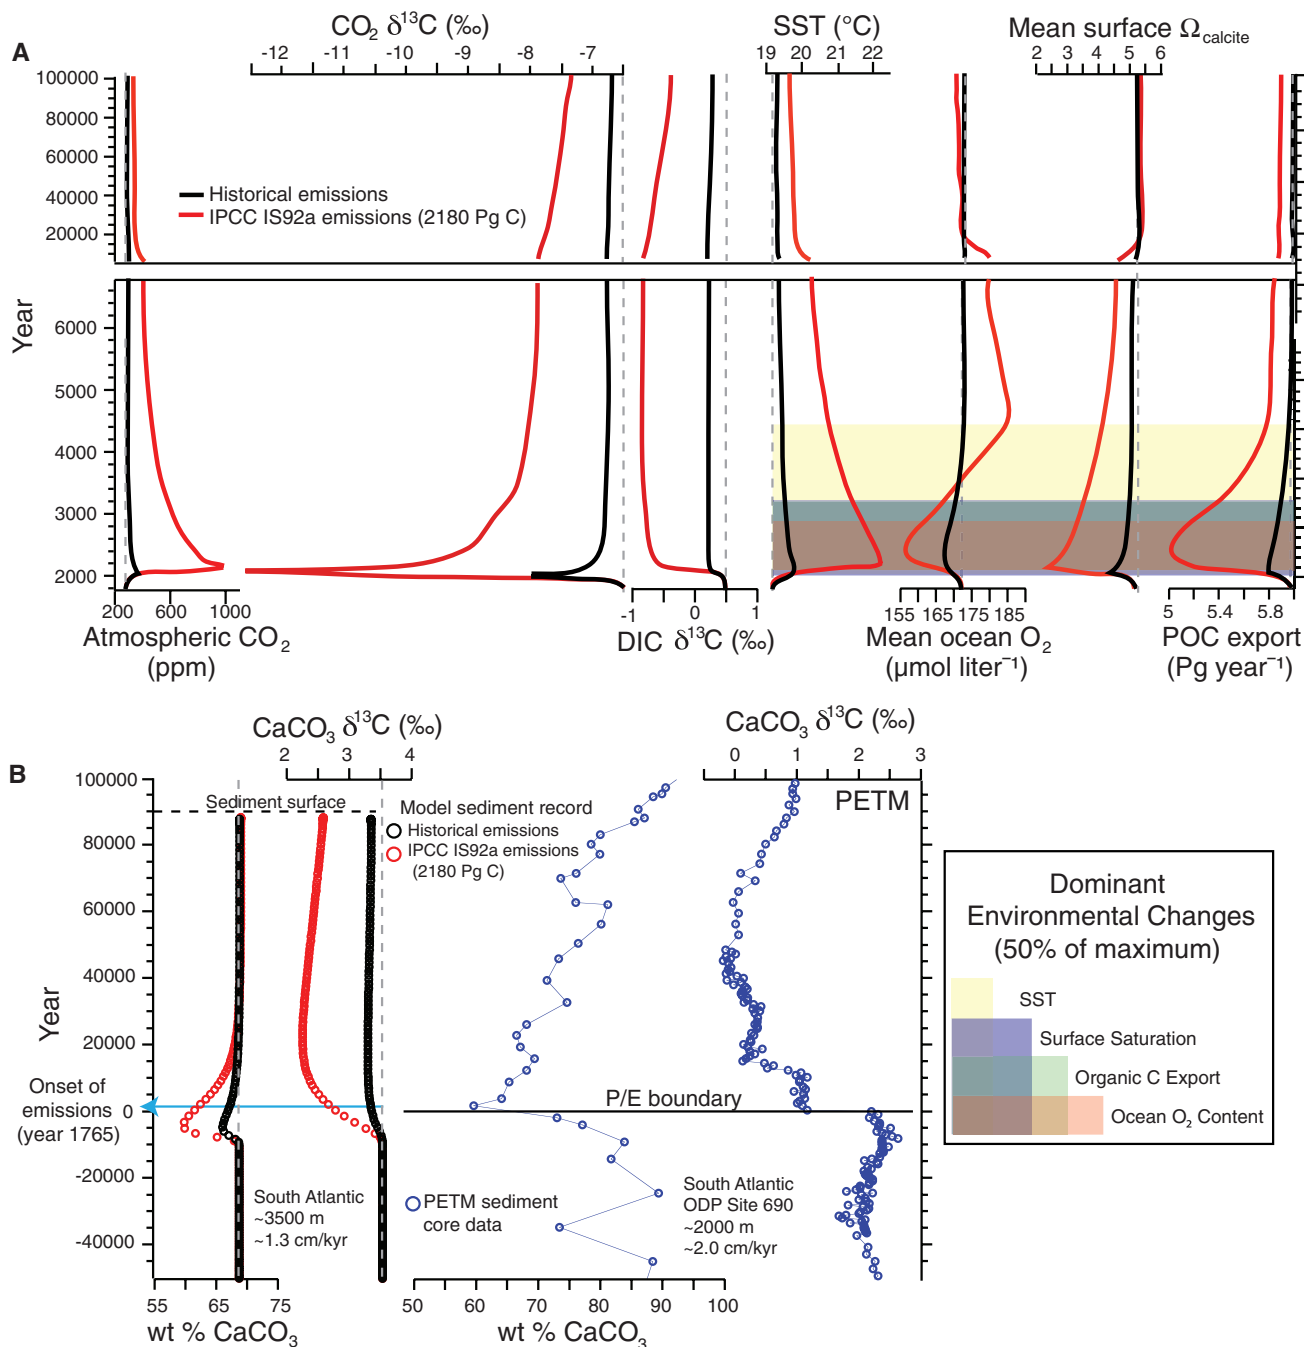 A
CO2 δ13C (‰)
-12 -11 -10 -9 -8 -7 -6
SST (°C)
19 20 21 22
Mean surface Ωcalcite
2 3 4 5 6
100000
80000
60000
40000
20000
Historical emissions
IPCC IS92a emissions (2180 Pg C)
Year
6000
5000
4000
3000
2000
200 600 1000
Atmospheric CO2
(ppm)
-1 0 1
DIC δ13C (‰)
155 165 175 185
Mean ocean O2
(µmol liter−1)
5 5.4 5.8
POC export
(Pg year−1)
B
CaCO3 δ13C (‰)
2 3 4
CaCO3 δ13C (‰)
0 1 2 3
100000
80000
60000
40000
20000
0
-20000
-40000
Year
Sediment surface
Model sediment record
Historical emissions
IPCC IS92a emissions
(2180 Pg C)
PETM
Onset of
emissions
(year 1765)
P/E boundary
South Atlantic
~3500 m
~1.3 cm/kyr
PETM sediment
core data
South Atlantic
ODP Site 690
~2000 m
~2.0 cm/kyr
55 65 75
wt % CaCO3
50 60 70 80 90 100
wt % CaCO3
Dominant
Environmental Changes
(50% of maximum)
SST
Surface Saturation
Organic C Export
Ocean O2 Content